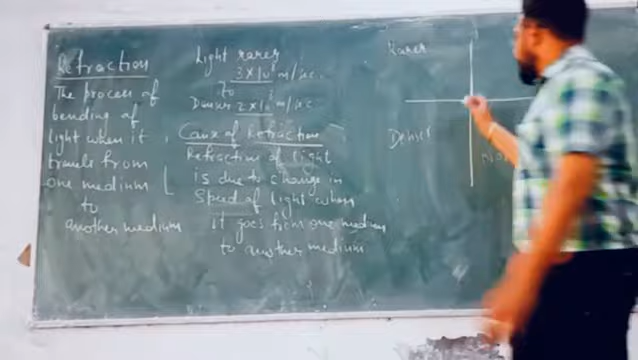 Refraction
The process of
bending of
light when it
travels from
one medium
to
another medium
Light rarer
3×10⁸ m/sec.
to
Denser 2×10⁸ m/sec
Cause of Refraction
Refraction of light
is due to change in
Speed of light when
it goes from one medium
to another medium
Rarer
Denser